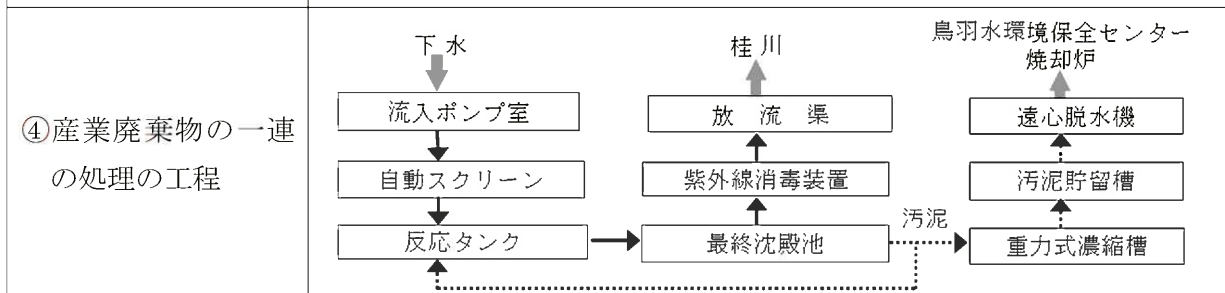 ④産業廃棄物の一連
の処理の工程
下水
流入ポンプ室
自動スクリーン
反応タンク
桂川
放流渠
紫外線消毒装置
最終沈殿池
汚泥
鳥羽水環境保全センター
焼却炉
遠心脱水機
汚泥貯留槽
重力式濃縮槽